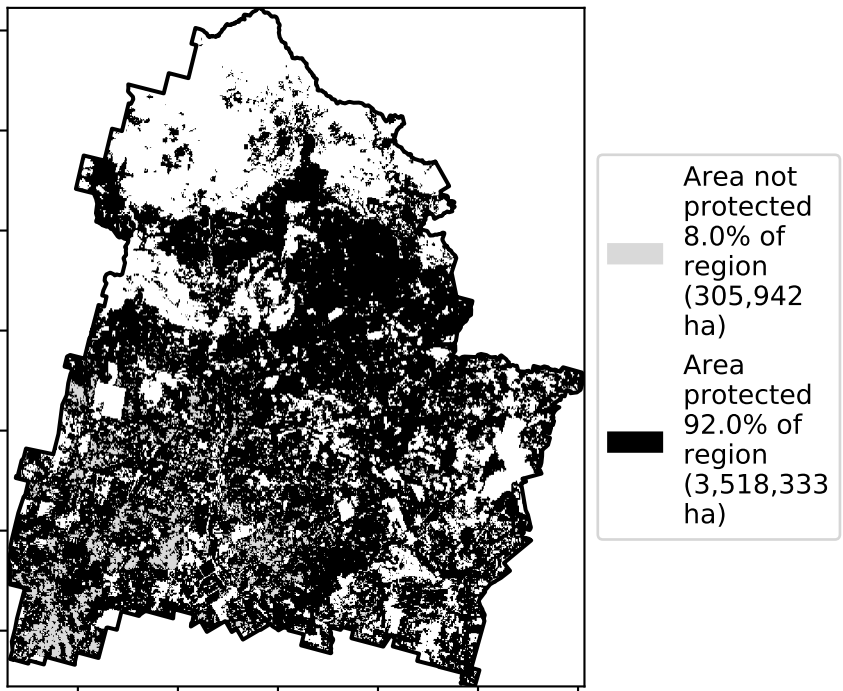 Area not
protected
8.0% of
region
(305,942
ha)
Area
protected
92.0% of
region
(3,518,333
ha)